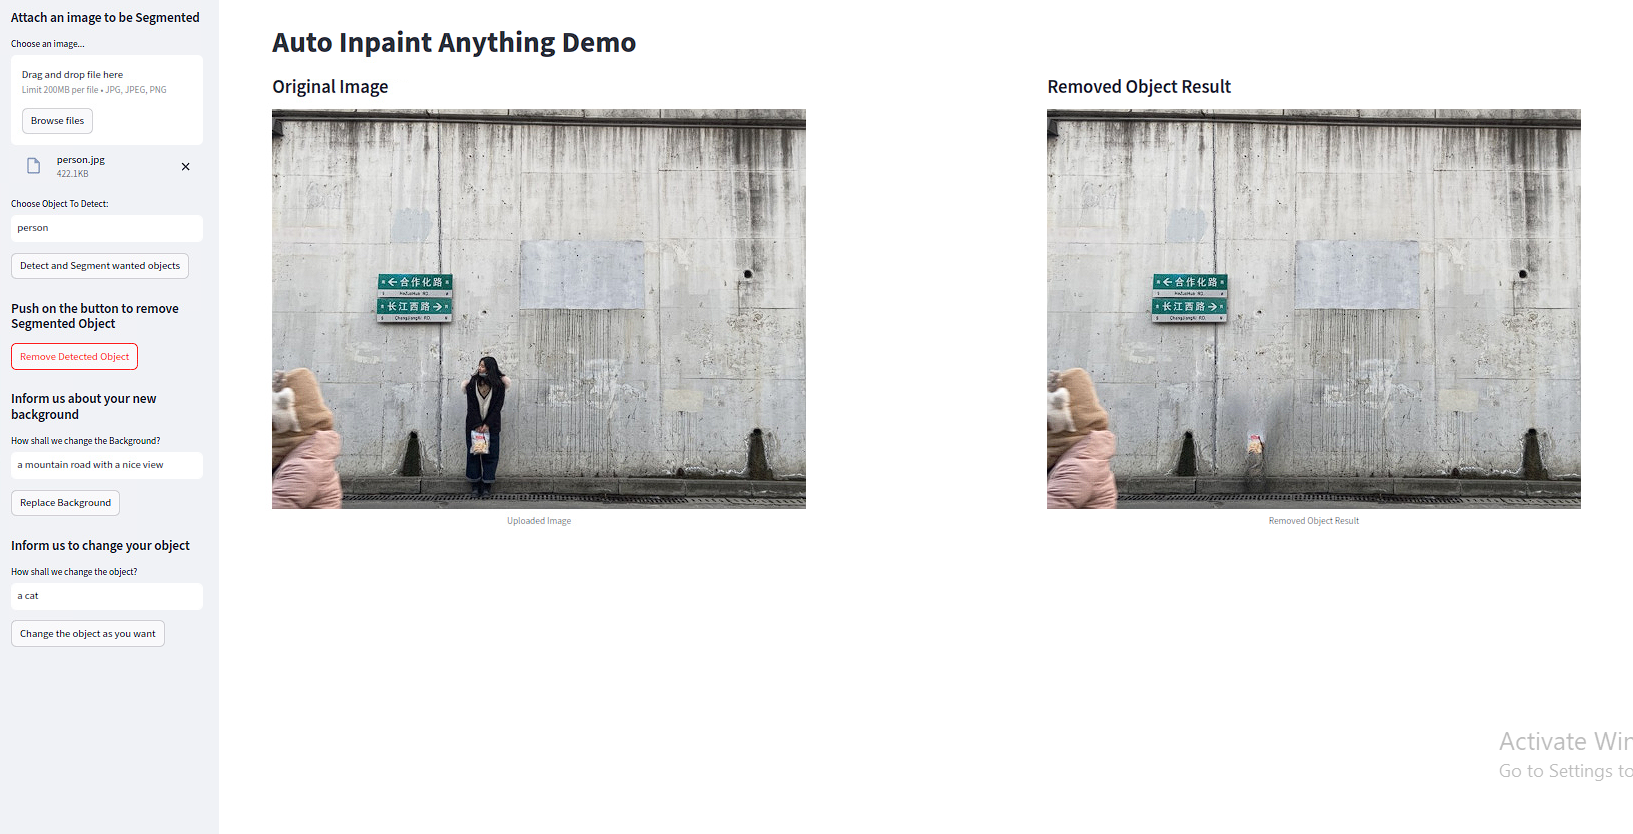 Attach an image to be Segmented
Choose an image...
Drag and drop file here
Limit 200MB per file • JPG, JPEG, PNG
Browse files
person.jpg
422.1KB
Choose Object To Detect:
person
Detect and Segment wanted objects
Push on the button to remove
Segmented Object
Remove Detected Object
Inform us about your new
background
How shall we change the Background?
a mountain road with a nice view
Replace Background
Inform us to change your object
How shall we change the object?
a cat
Change the object as you want
Auto Inpaint Anything Demo
Original Image
← 合作化路
长江西路 →
Uploaded Image
Removed Object Result
← 合作化路
长江西路 →
Removed Object Result
Activate Win
Go to Settings to